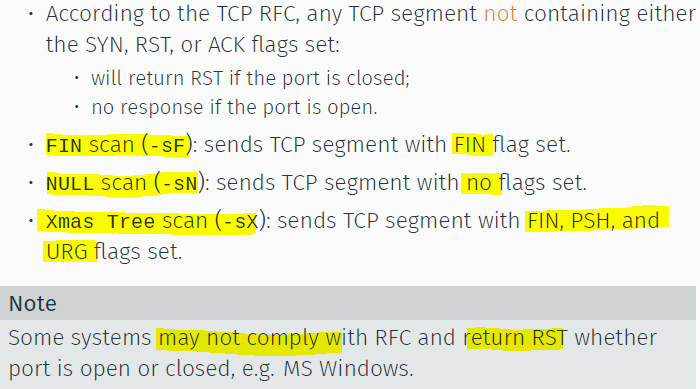 • According to the TCP RFC, any TCP segment not containing either
the SYN, RST, or ACK flags set:
• will return RST if the port is closed;
• no response if the port is open.
• FIN scan (-sF): sends TCP segment with FIN flag set.
• NULL scan (-sN): sends TCP segment with no flags set.
• Xmas Tree scan (-sX): sends TCP segment with FIN, PSH, and
URG flags set.
Note
Some systems may not comply with RFC and return RST whether
port is open or closed, e.g. MS Windows.